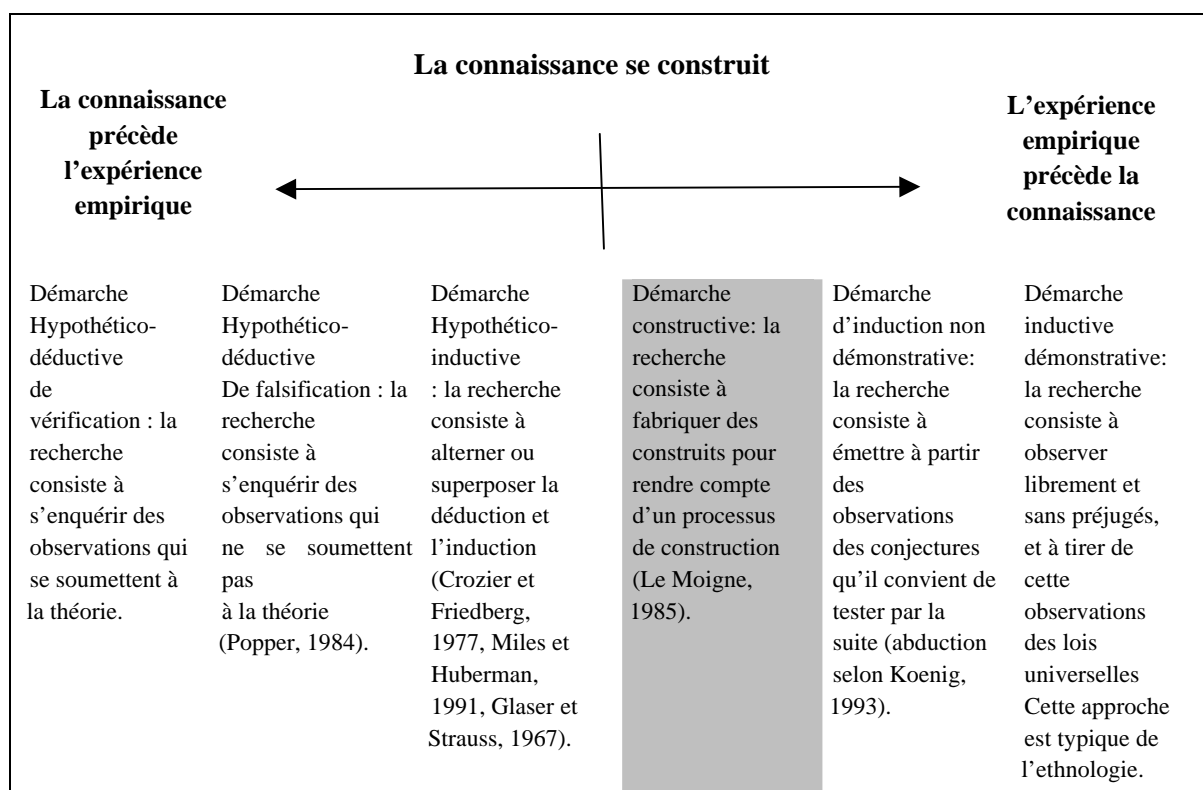 La connaissance se construit
La connaissance
précède
l’expérience
empirique
L’expérience
empirique
précède la
connaissance
Démarche
Hypothético-
déductive
de
vérification : la
recherche
consiste à
s’enquérir des
observations qui
se soumettent à
la théorie.
Démarche
Hypothético-
déductive
De falsification : la
recherche
consiste à
s’enquérir des
observations qui
ne se soumettent
pas
à la théorie
(Popper, 1984).
Démarche
Hypothético-
inductive
: la recherche
consiste à
alterner ou
superposer la
déduction et
l’induction
(Crozier et
Friedberg,
1977, Miles et
Huberman,
1991, Glaser et
Strauss, 1967).
Démarche
constructive: la
recherche
consiste à
fabriquer des
construits pour
rendre compte
d’un processus
de construction
(Le Moigne,
1985).
Démarche
d’induction non
démonstrative:
la recherche
consiste à
émettre à partir
des
observations
des conjectures
qu’il convient de
tester par la
suite (abduction
selon Koenig,
1993).
Démarche
inductive
démonstrative:
la recherche
consiste à
observer
librement et
sans préjugés,
et à tirer de
cette
observations
des lois
universelles
Cette approche
est typique de
l’ethnologie.